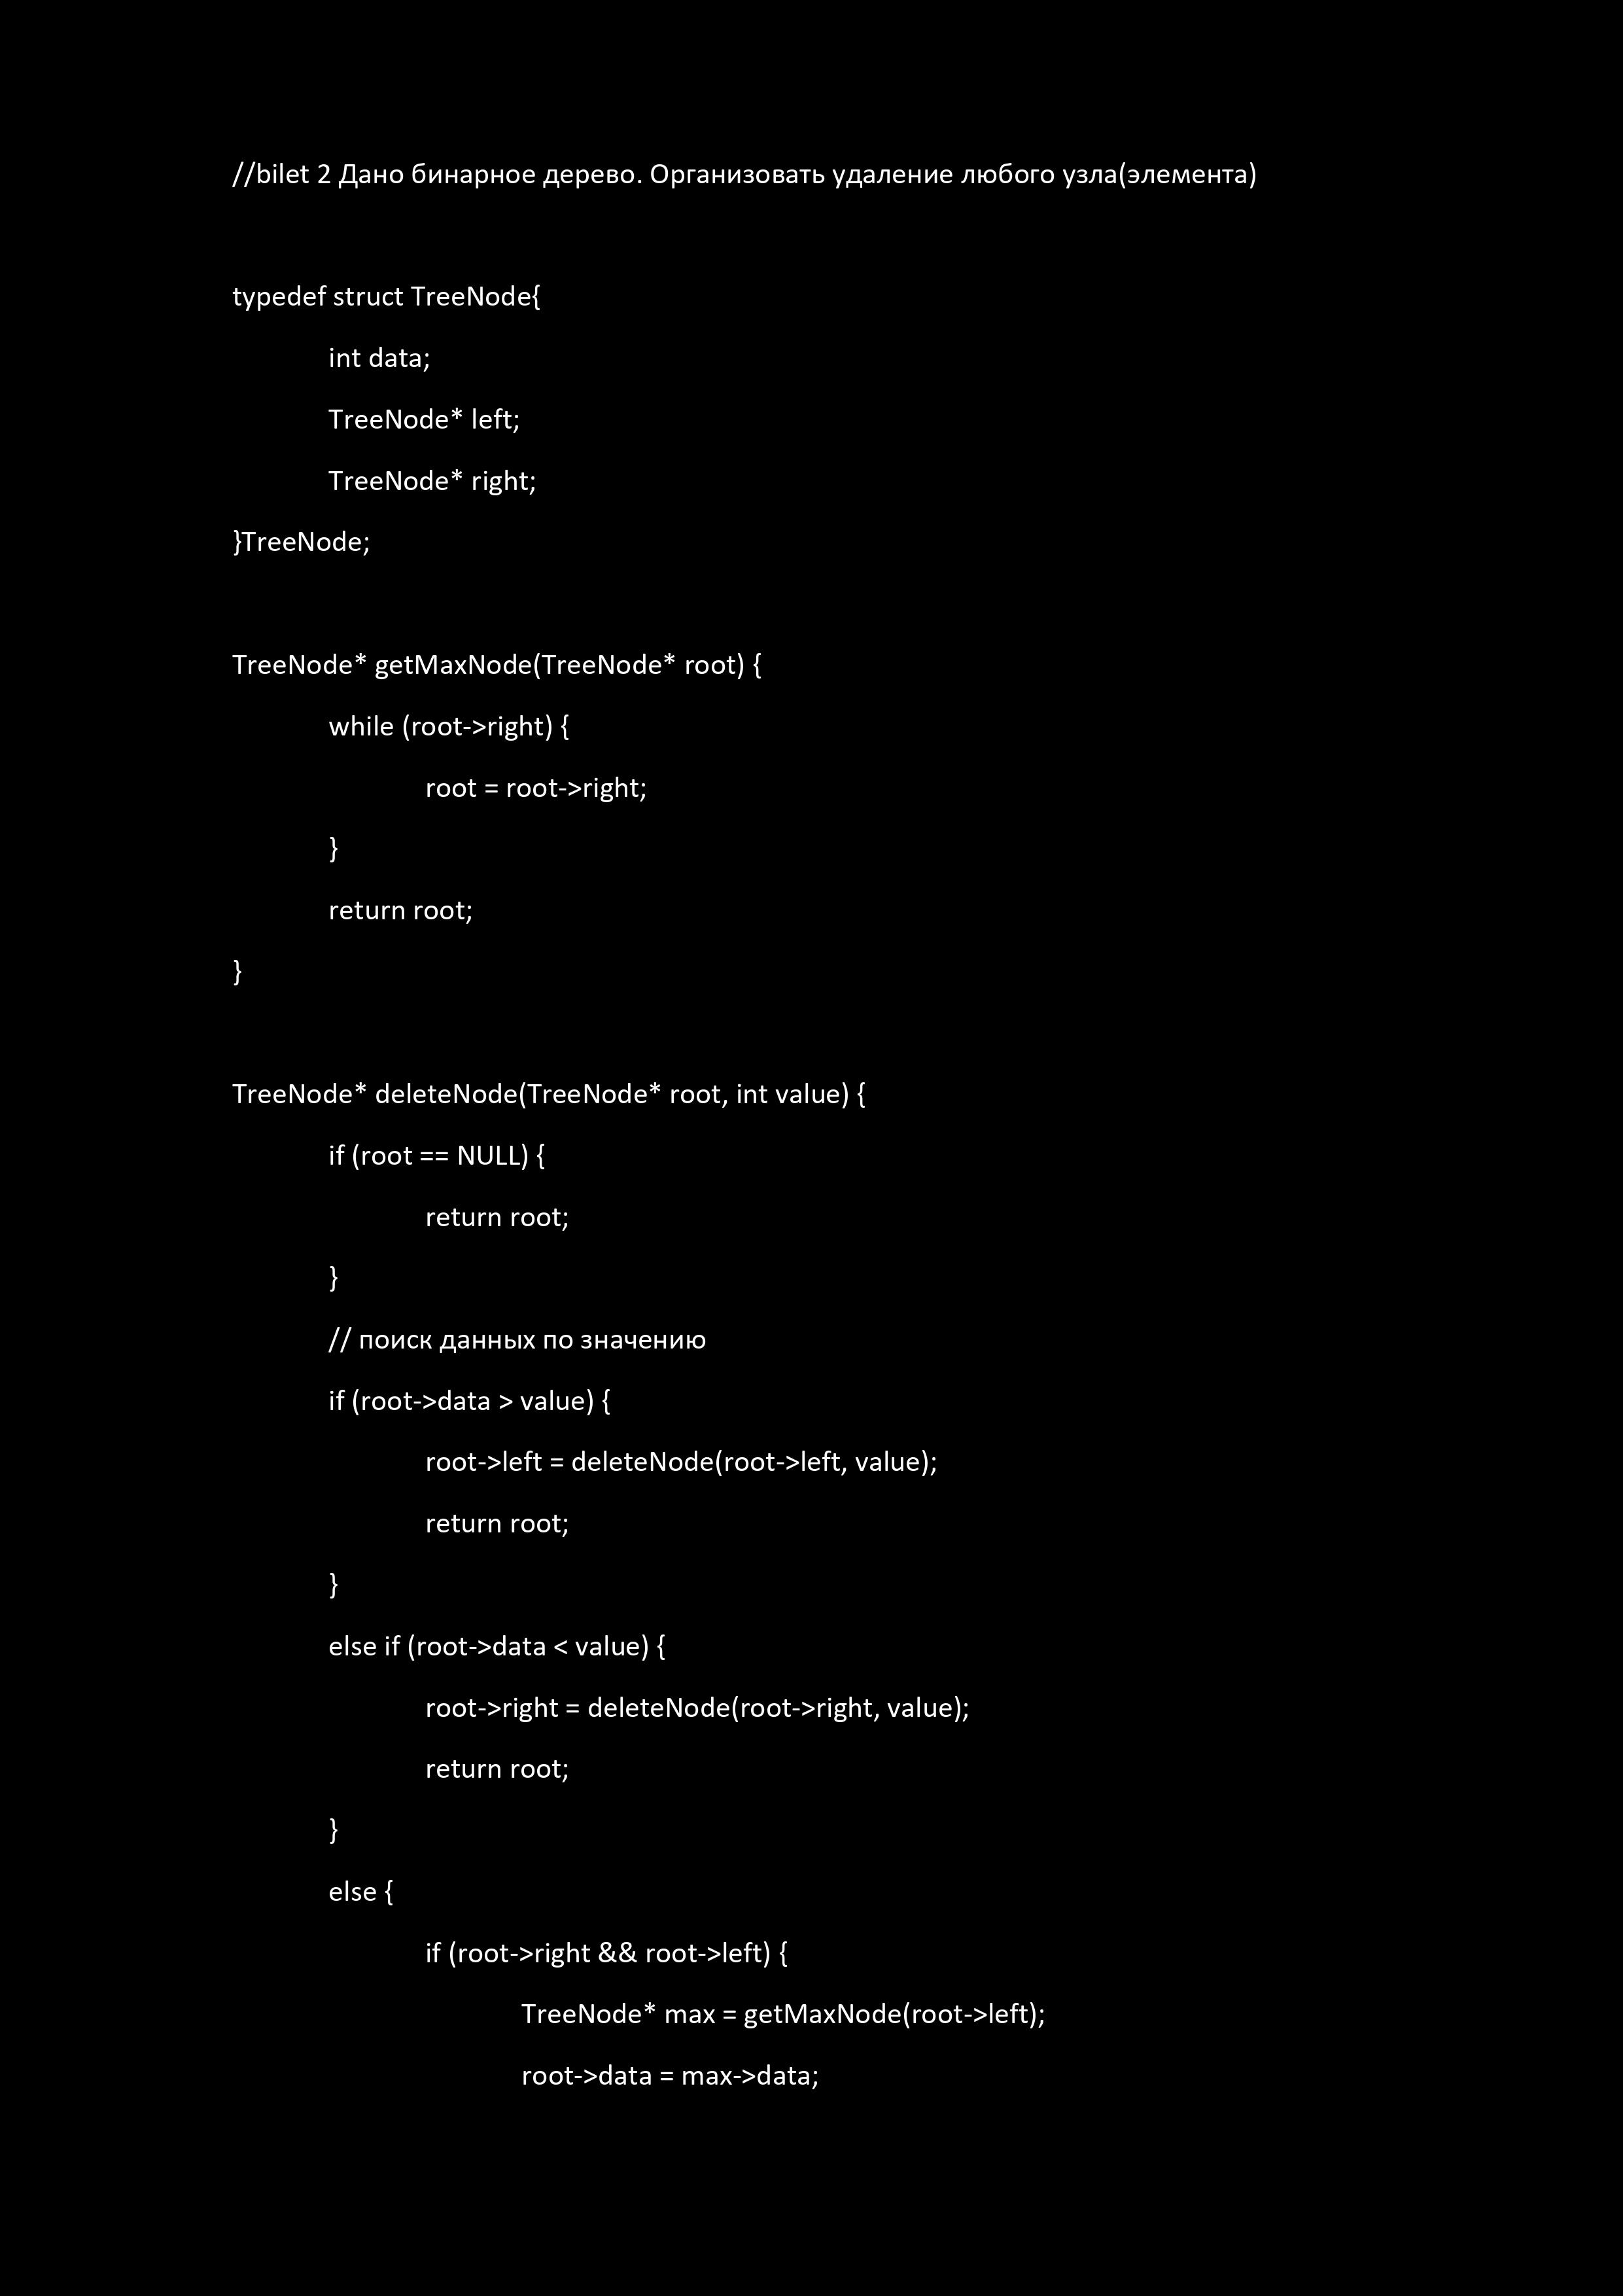 //bilet 2 Дано бинарное дерево. Организовать удаление любого узла(элемента)
typedef struct TreeNode{
int data;
TreeNode* left;
TreeNode* right;
}TreeNode;
TreeNode* getMaxNode(TreeNode* root) {
while (root->right) {
root = root->right;
}
return root;
}
TreeNode* deleteNode(TreeNode* root, int value) {
if (root == NULL) {
return root;
}
// поиск данных по значению
if (root->data > value) {
root->left = deleteNode(root->left, value);
return root;
}
else if (root->data < value) {
root->right = deleteNode(root->right, value);
return root;
}
else {
if (root->right && root->left) {
TreeNode* max = getMaxNode(root->left);
root->data = max->data;